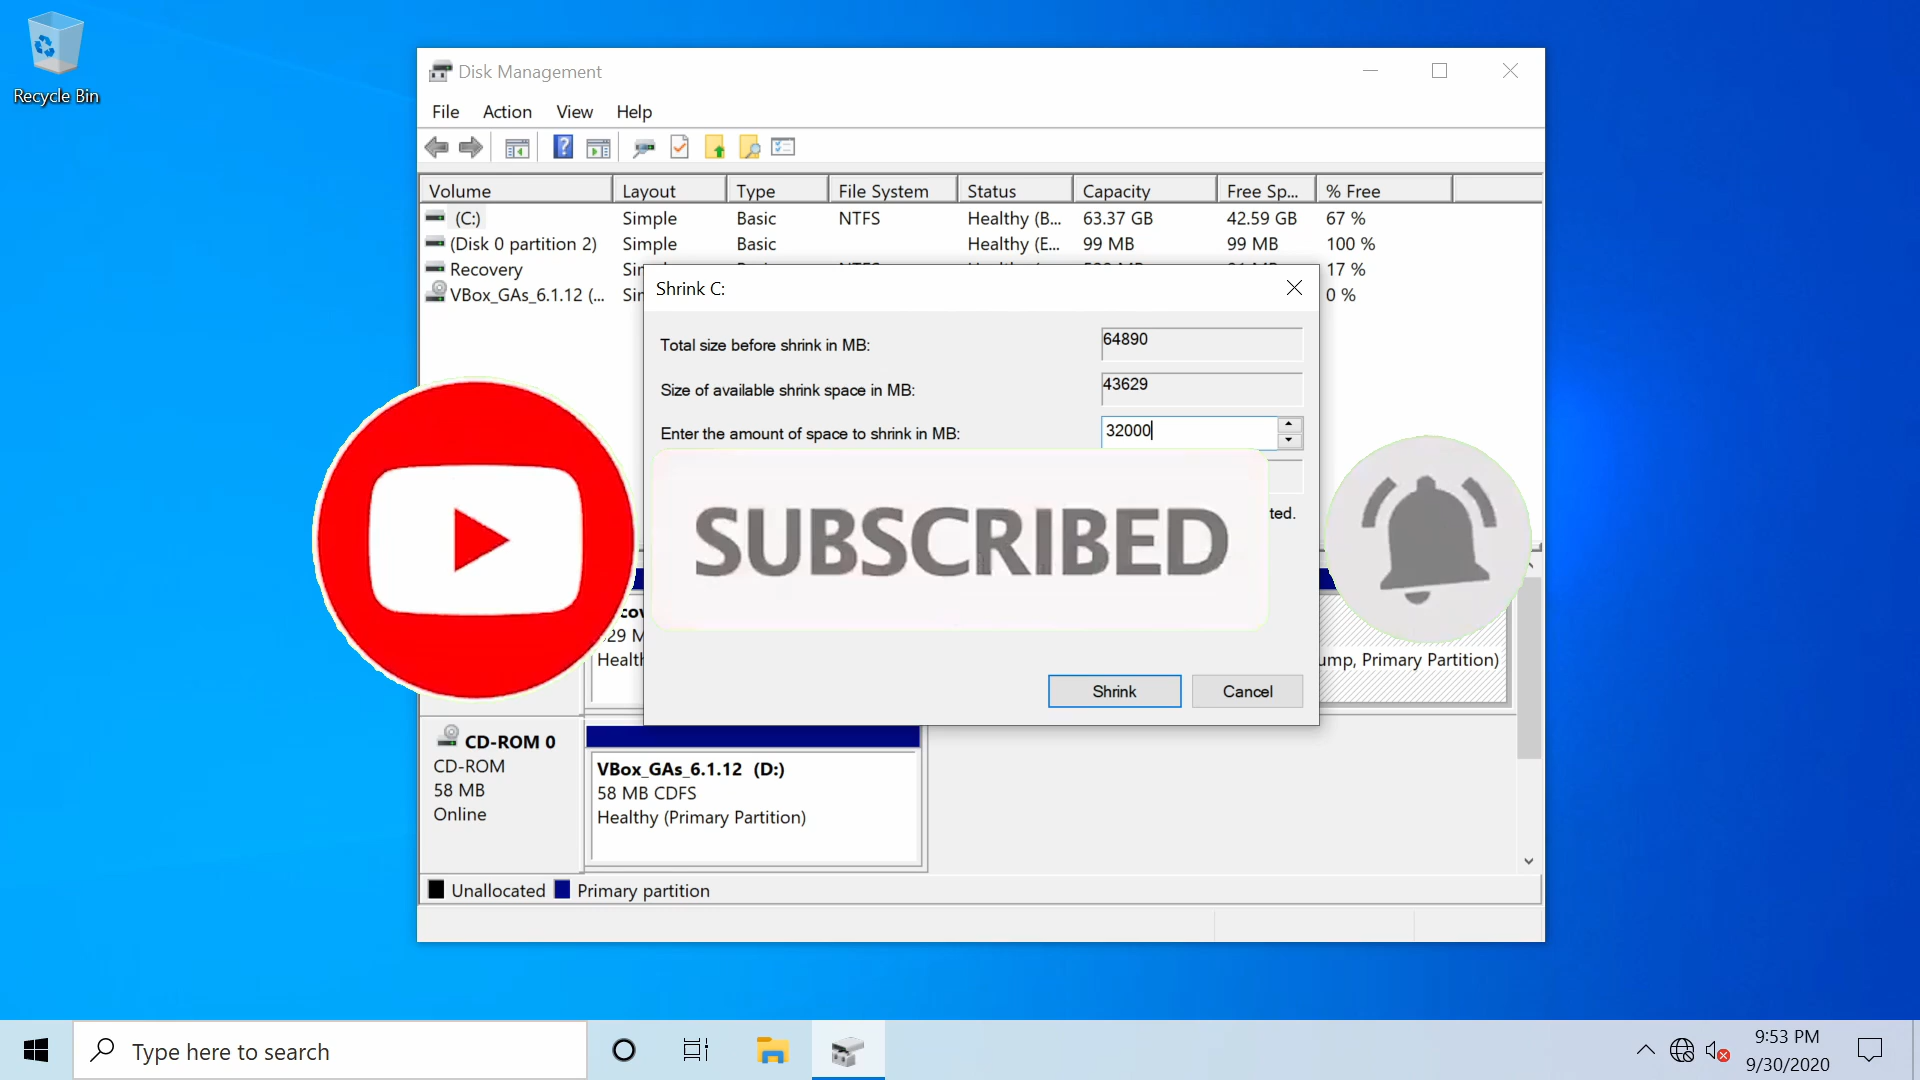 Recycle Bin
Disk Management
File Action View Help
Volume Layout Type File System Status Capacity Free Sp... % Free
(C:) Simple Basic NTFS Healthy (B... 63.37 GB 42.59 GB 67 %
(Disk 0 partition 2) Simple Basic Healthy (E... 99 MB 99 MB 100 %
Recovery 17 %
VBox_GAs_6.1.12 (... 0 %
Shrink C:
Total size before shrink in MB: 64890
Size of available shrink space in MB: 43629
Enter the amount of space to shrink in MB: 32000
ted.
SUBSCRIBED
29 M
Healt
ump, Primary Partition)
Shrink Cancel
CD-ROM 0
CD-ROM
58 MB
Online
VBox_GAs_6.1.12 (D:)
58 MB CDFS
Healthy (Primary Partition)
Unallocated Primary partition
Type here to search
9:53 PM
9/30/2020